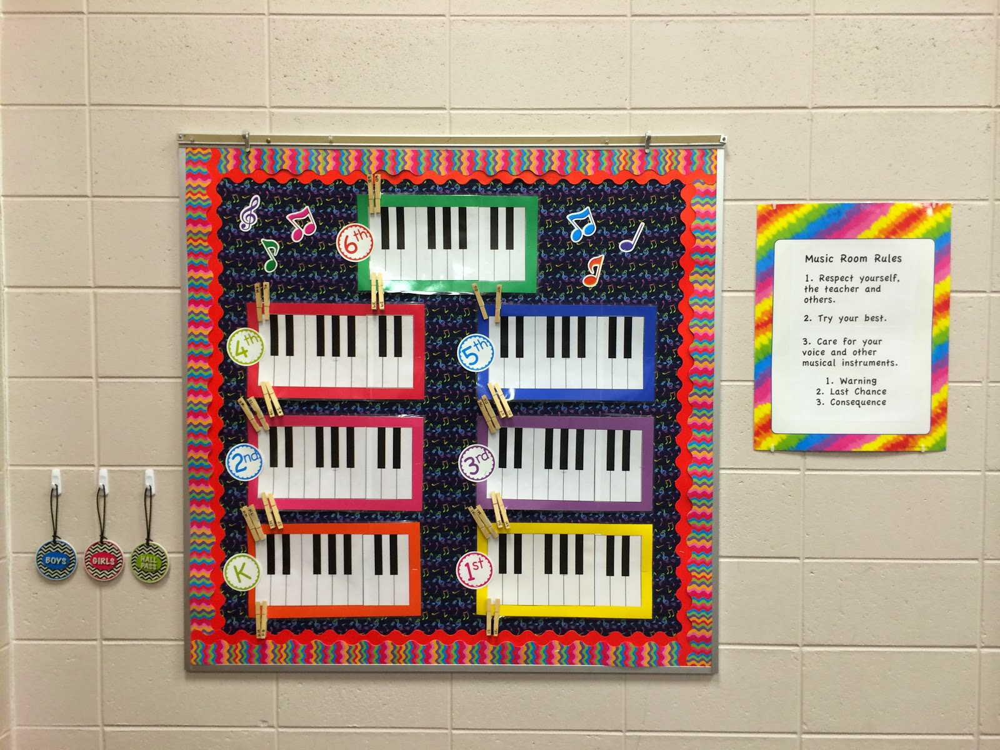 6th
4th
5th
2nd
3rd
K
1st
BOYS
GIRLS
HALL
PASS
Music Room Rules
1. Respect yourself,
the teacher and
others.
2. Try your best.
3. Care for your
voice and other
musical instruments.
1. Warning
2. Last Chance
3. Consequence